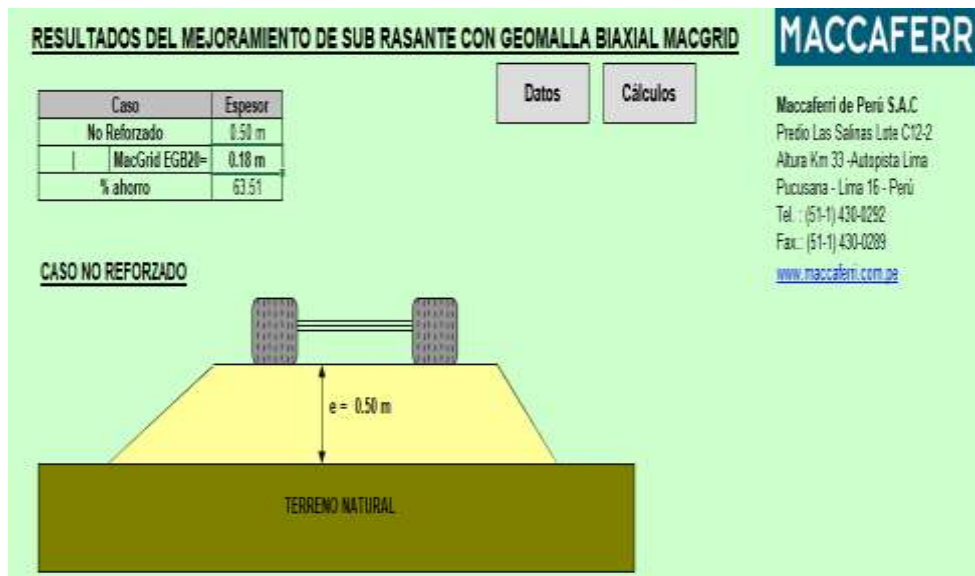 RESULTADOS DEL MEJORAMIENTO DE SUB RASANTE CON GEOMALLA BIAXIAL MACGRID
MACCAFERR
Datos
Cálculos
Caso Espesor
No Reforzado 0.50 m
MacGrid EGB20= 0.18 m
% ahorro 63.51
Maccaferri de Perú S.A.C
Predio Las Salinas Lote C12-2
Altura Km 33 -Autopista Lima
Pucusana - Lima 16 - Perú
Tel. : (51-1) 430-0292
Fax.: (51-1) 430-0289
www.maccaferri.com.pe
CASO NO REFORZADO
e = 0.50 m
TERRENO NATURAL